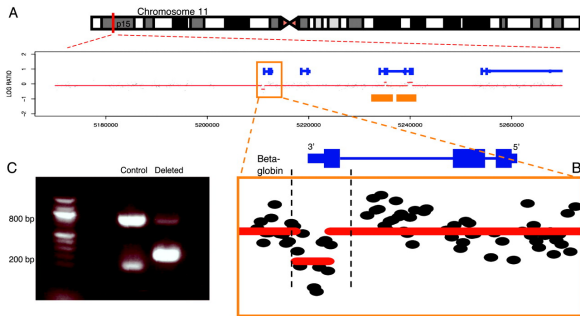 Chromosome 11
A
p15
LOG RATIO
2
1
0
-1
-2
5160000
5200000
5220000
5240000
5260000
3'
5'
Beta-
globin
B
C
Control
Deleted
800 bp
200 bp